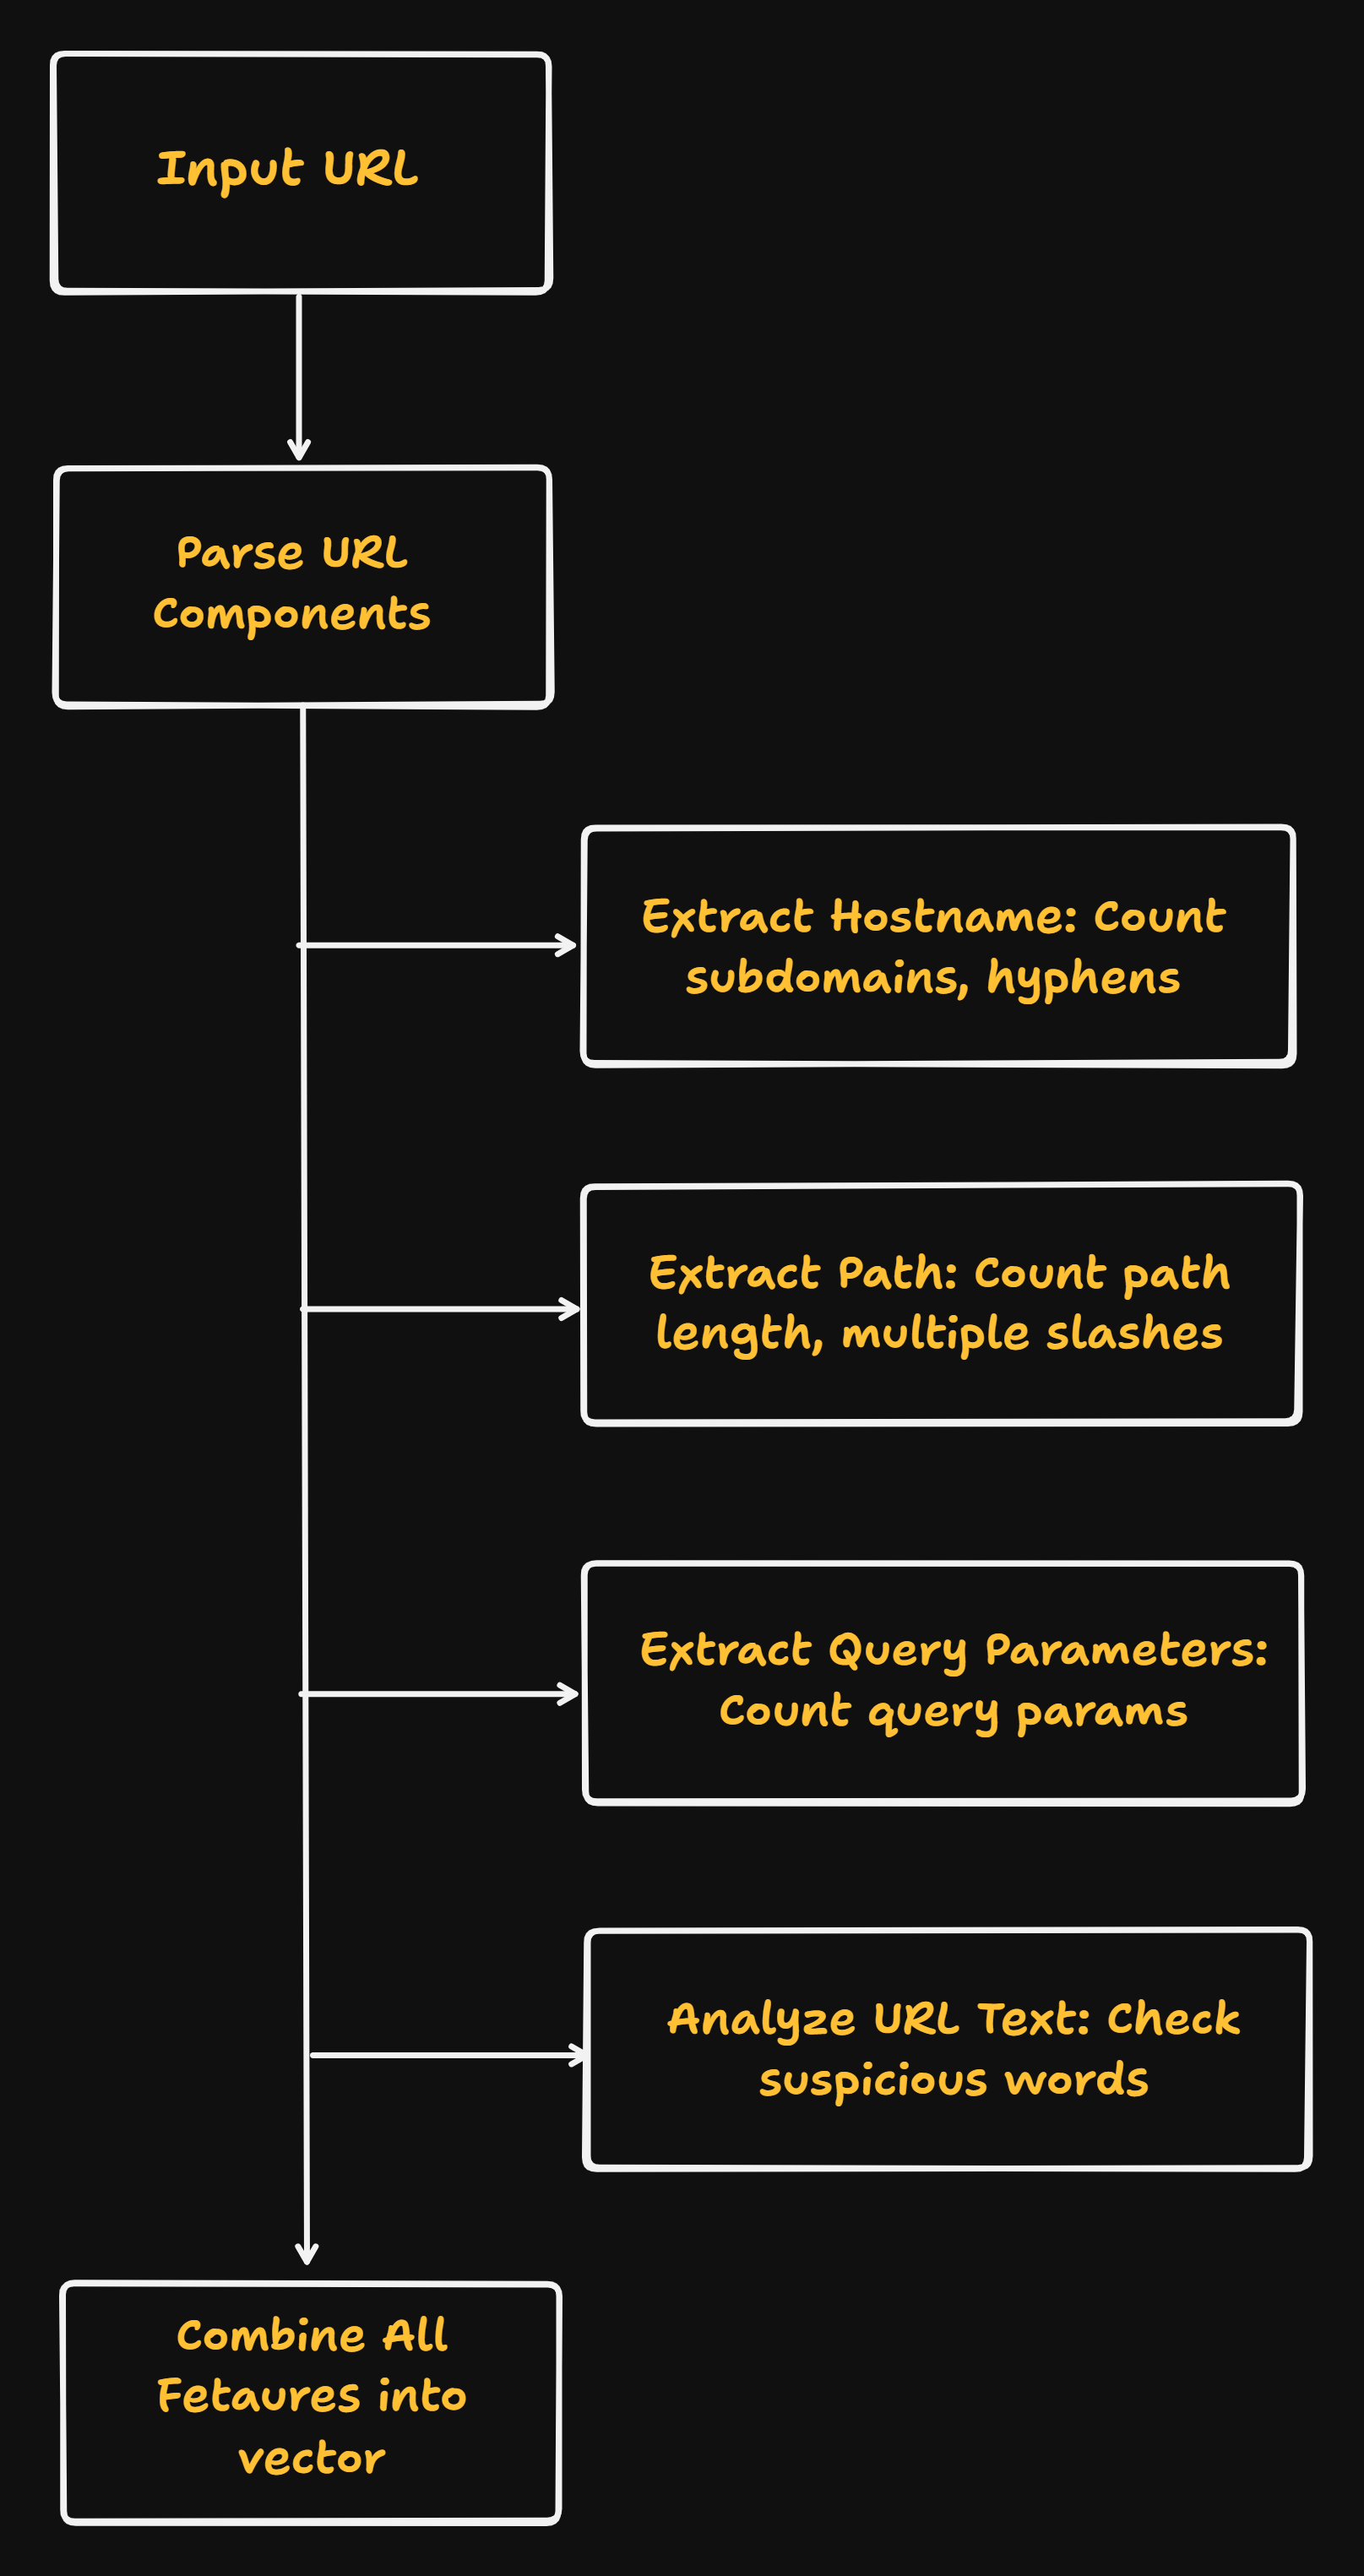 Input URL
Parse URL
Components
Extract Hostname: Count
subdomains, hyphens
Extract Path: Count path
length, multiple slashes
Extract Query Parameters:
Count query params
Analyze URL Text: Check
suspicious words
Combine All
Fetaures into
vector